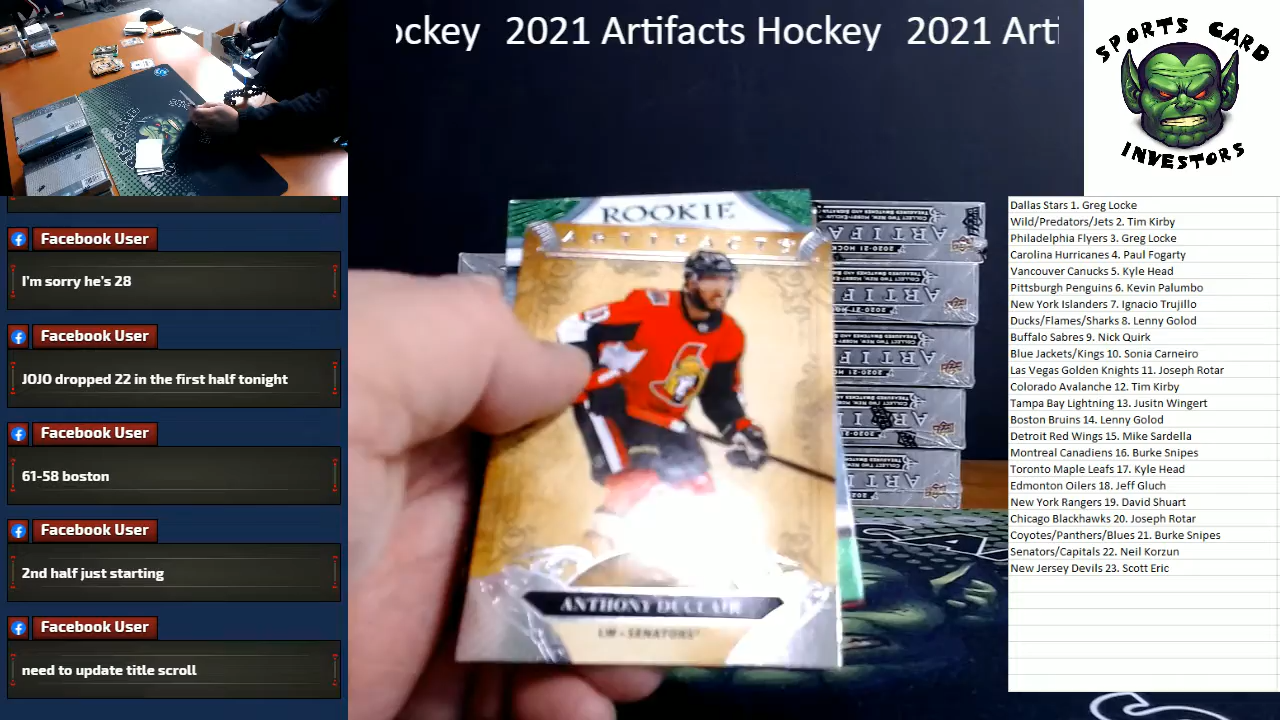 ockey 2021 Artifacts Hockey 2021 Arti
SPORTS CARD
INVESTORS
Facebook User
I'm sorry he's 28
Facebook User
JOJO dropped 22 in the first half tonight
Facebook User
61-58 boston
Facebook User
2nd half just starting
Facebook User
need to update title scroll
ROOKIE
ARTIFACTS
ANTHONY DUCLAIR
LW - SENATORS
Dallas Stars 1. Greg Locke
Wild/Predators/Jets 2. Tim Kirby
Philadelphia Flyers 3. Greg Locke
Carolina Hurricanes 4. Paul Fogarty
Vancouver Canucks 5. Kyle Head
Pittsburgh Penguins 6. Kevin Palumbo
New York Islanders 7. Ignacio Trujillo
Ducks/Flames/Sharks 8. Lenny Golod
Buffalo Sabres 9. Nick Quirk
Blue Jackets/Kings 10. Sonia Carneiro
Las Vegas Golden Knights 11. Joseph Rotar
Colorado Avalanche 12. Tim Kirby
Tampa Bay Lightning 13. Jusitn Wingert
Boston Bruins 14. Lenny Golod
Detroit Red Wings 15. Mike Sardella
Montreal Canadiens 16. Burke Snipes
Toronto Maple Leafs 17. Kyle Head
Edmonton Oilers 18. Jeff Gluch
New York Rangers 19. David Shuart
Chicago Blackhawks 20. Joseph Rotar
Coyotes/Panthers/Blues 21. Burke Snipes
Senators/Capitals 22. Neil Korzun
New Jersey Devils 23. Scott Eric